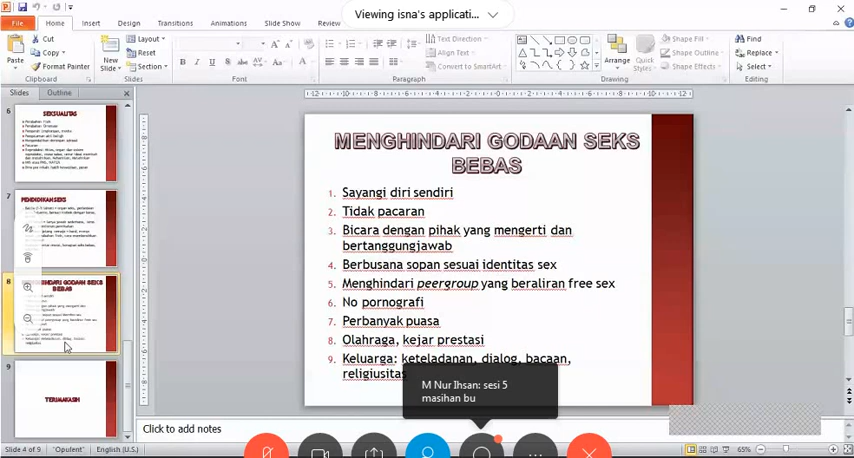 Viewing isna's applicati...
File
Home
Insert
Design
Transitions
Animations
Slide Show
Review
Paste
Cut
Copy
Format Painter
Clipboard
New
Slide
Layout
Reset
Section
Slides
Font
Paragraph
Text Direction
Align Text
Convert to SmartArt
Arrange
Quick
Styles
Shape Fill
Shape Outline
Shape Effects
Drawing
Find
Replace
Select
Editing
Slides
Outline
6
SEKSUALITAS
7
PENDIDIKAN SEKS
8
BEBAS
9
TERIMAKASIH
MENGHINDARI GODAAN SEKS
BEBAS
1. Sayangi diri sendiri
2. Tidak pacaran
3. Bicara dengan pihak yang mengerti dan
bertanggungjawab
4. Berbusana sopan sesuai identitas sex
5. Menghindari peergroup yang beraliran free sex
6. No pornografi
7. Perbanyak puasa
8. Olahraga, kejar prestasi
9. Keluarga: keteladanan, dialog, bacaan,
religiusitas
M Nur Ihsan: sesi 5
masihan bu
Click to add notes
Slide 4 of 9
"Opulent"
English (U.S.)
65%